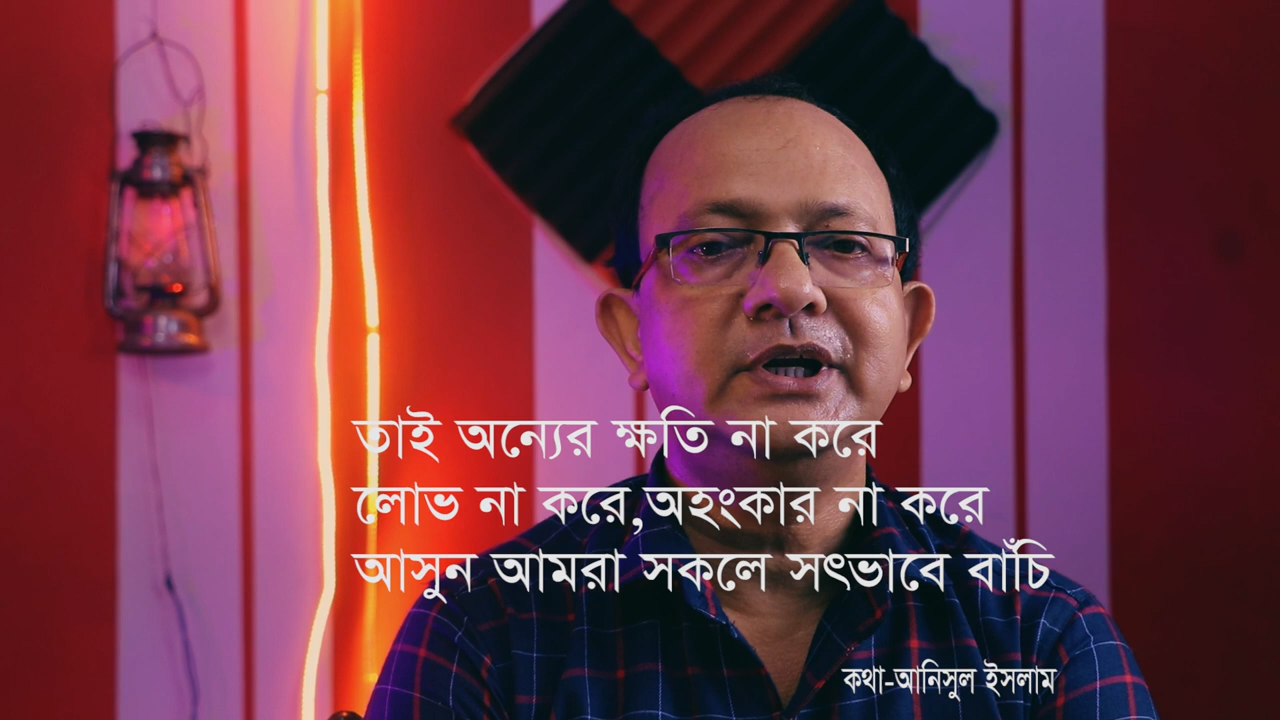 তাই অন্যের ক্ষতি না করে
লোভ না করে,অহংকার না করে
আসুন আমরা সকলে সৎভাবে বাঁচি
কথা-আনিসুল ইসলাম